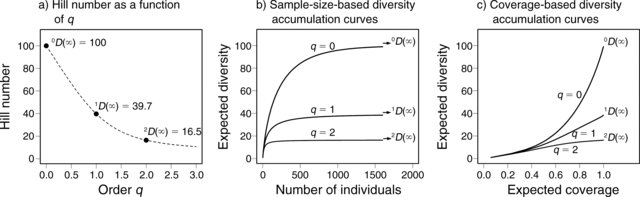 a) Hill number as a function
of q
Hill number
100
80
60
40
20
0
⁰D(∞) = 100
¹D(∞) = 39.7
²D(∞) = 16.5
0.0 0.5 1.0 1.5 2.0 2.5 3.0
Order q
b) Sample-size-based diversity
accumulation curves
Expected diversity
100
80
60
40
20
0
q = 0
q = 1
q = 2
⁰D(∞)
¹D(∞)
²D(∞)
0 500 1000 1500 2000
Number of individuals
c) Coverage-based diversity
accumulation curves
Expected diversity
100
80
60
40
20
0
⁰D(∞)
q = 0
¹D(∞)
q = 1
²D(∞)
q = 2
0.0 0.2 0.4 0.6 0.8 1.0
Expected coverage